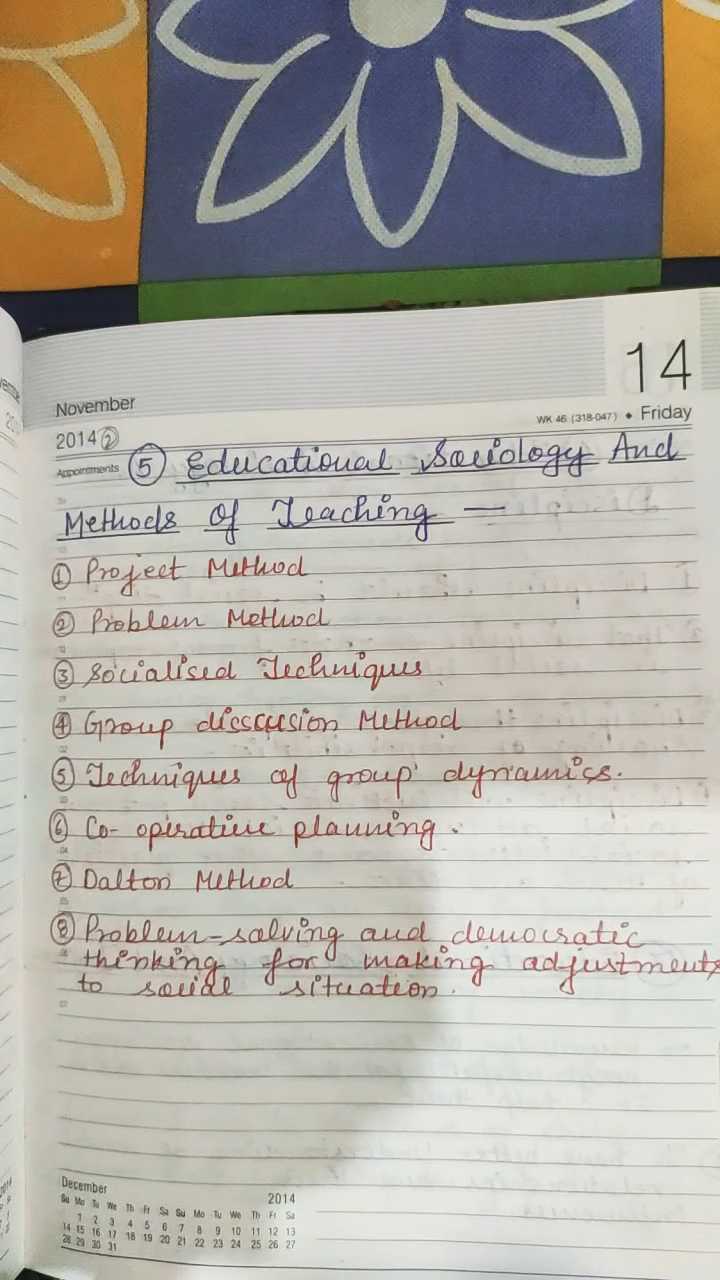 14
November
WK 46 (318-047) • Friday
2014 ②
Appointments ⑤ Educational Sociology And
Methods Of Teaching —
① Project Method
② Problem Method
③ Socialised Techniques
④ Group disscusion Method
⑤ Techniques of group dynamics.
⑥ Co-operative planning.
⑦ Dalton Method
⑧ Problem-solving and democratic
thinking for making adjustments
to social situation.
December 2014
Su Mo Tu We Th Fr Sa Su Mo Tu We Th Fr Sa
1 2 3 4 5 6 7 8 9 10 11 12 13
14 15 16 17 18 19 20 21 22 23 24 25 26 27
28 29 30 31